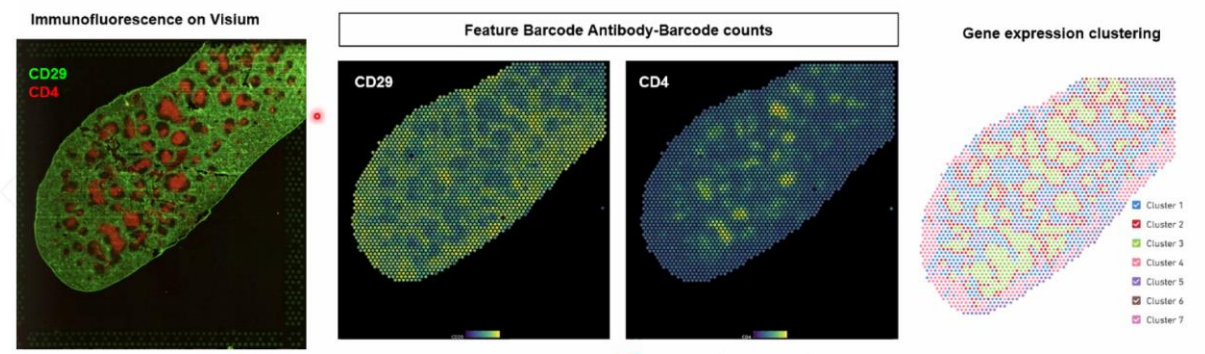 Immunofluorescence on Visium
CD29
CD4
Feature Barcode Antibody-Barcode counts
CD29
CD4
Gene expression clustering
Cluster 1
Cluster 2
Cluster 3
Cluster 4
Cluster 5
Cluster 6
Cluster 7